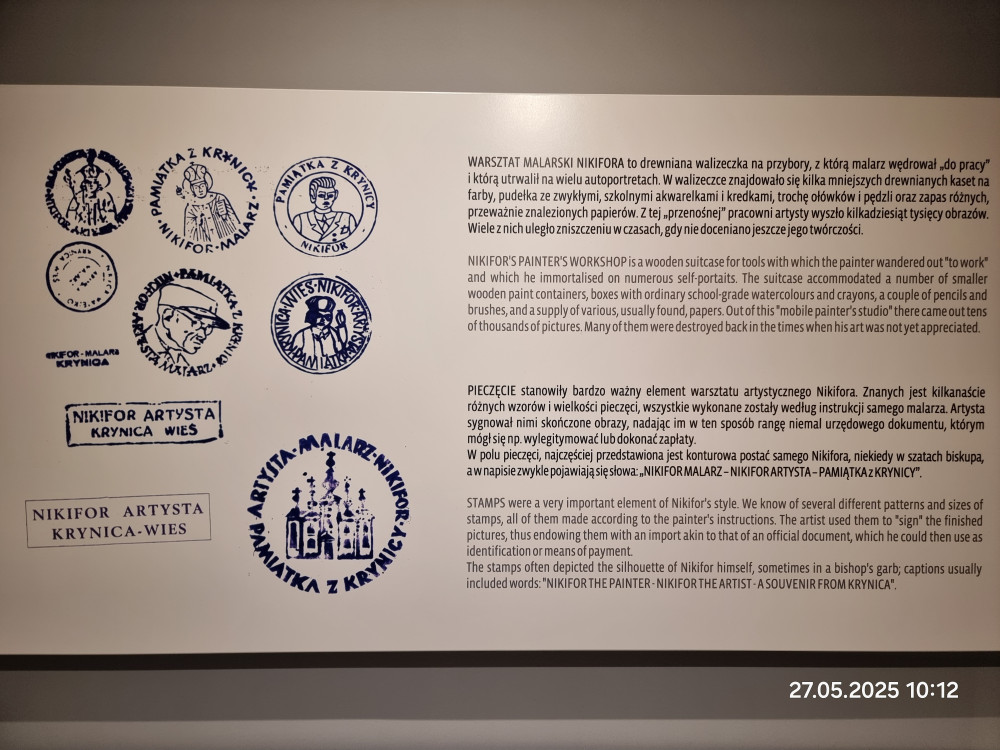 PAMIĄTKA Z KRYNICY
NIKIFOR-MALARZ
PAMIĄTKA Z KRYNICY
NIKIFOR
NIKIFOR-MALARZ
KRYNICA
NIKIFOR ARTYSTA
KRYNICA WIEŚ
NIKIFOR ARTYSTA
KRYNICA-WIES
ARTYSTA-MALARZ-NIKIFOR-
PAMIATKA Z KRYNICY
WARSZTAT MALARSKI NIKIFORA to drewniana walizeczka na przybory, z którą malarz wędrował „do pracy”
i którą utrwalił na wielu autoportretach. W walizeczce znajdowało się kilka mniejszych drewnianych kaset na
farby, pudełka ze zwykłymi, szkolnymi akwarelkami i kredkami, trochę ołówków i pędzli oraz zapas różnych,
przeważnie znalezionych papierów. Z tej „przenośnej” pracowni artysty wyszło kilkadziesiąt tysięcy obrazów.
Wiele z nich uległo zniszczeniu w czasach, gdy nie doceniano jeszcze jego twórczości.
NIKIFOR'S PAINTER'S WORKSHOP is a wooden suitcase for tools with which the painter wandered out "to work"
and which he immortalised on numerous self-portaits. The suitcase accommodated a number of smaller
wooden paint containers, boxes with ordinary school-grade watercolours and crayons, a couple of pencils and
brushes, and a supply of various, usually found, papers. Out of this "mobile painter's studio" there came out tens
of thousands of pictures. Many of them were destroyed back in the times when his art was not yet appreciated.
PIECZĘCIE stanowiły bardzo ważny element warsztatu artystycznego Nikifora. Znanych jest kilkanaście
różnych wzorów i wielkości pieczęci, wszystkie wykonane zostały według instrukcji samego malarza. Artysta
sygnował nimi skończone obrazy, nadając im w ten sposób rangę niemal urzędowego dokumentu, którym
mógł się np. wylegitymować lub dokonać zapłaty.
W polu pieczęci, najczęściej przedstawiona jest konturowa postać samego Nikifora, niekiedy w szatach biskupa,
a w napisie zwykle pojawiają się słowa: „NIKIFOR MALARZ – NIKIFOR ARTYSTA – PAMIĄTKA z KRYNICY”.
STAMPS were a very important element of Nikifor's style. We know of several different patterns and sizes of
stamps, all of them made according to the painter's instructions. The artist used them to "sign" the finished
pictures, thus endowing them with an import akin to that of an official document, which he could then use as
identification or means of payment.
The stamps often depicted the silhouette of Nikifor himself, sometimes in a bishop's garb; captions usually
included words: "NIKIFOR THE PAINTER - NIKIFOR THE ARTIST - A SOUVENIR FROM KRYNICA".
27.05.2025 10:12